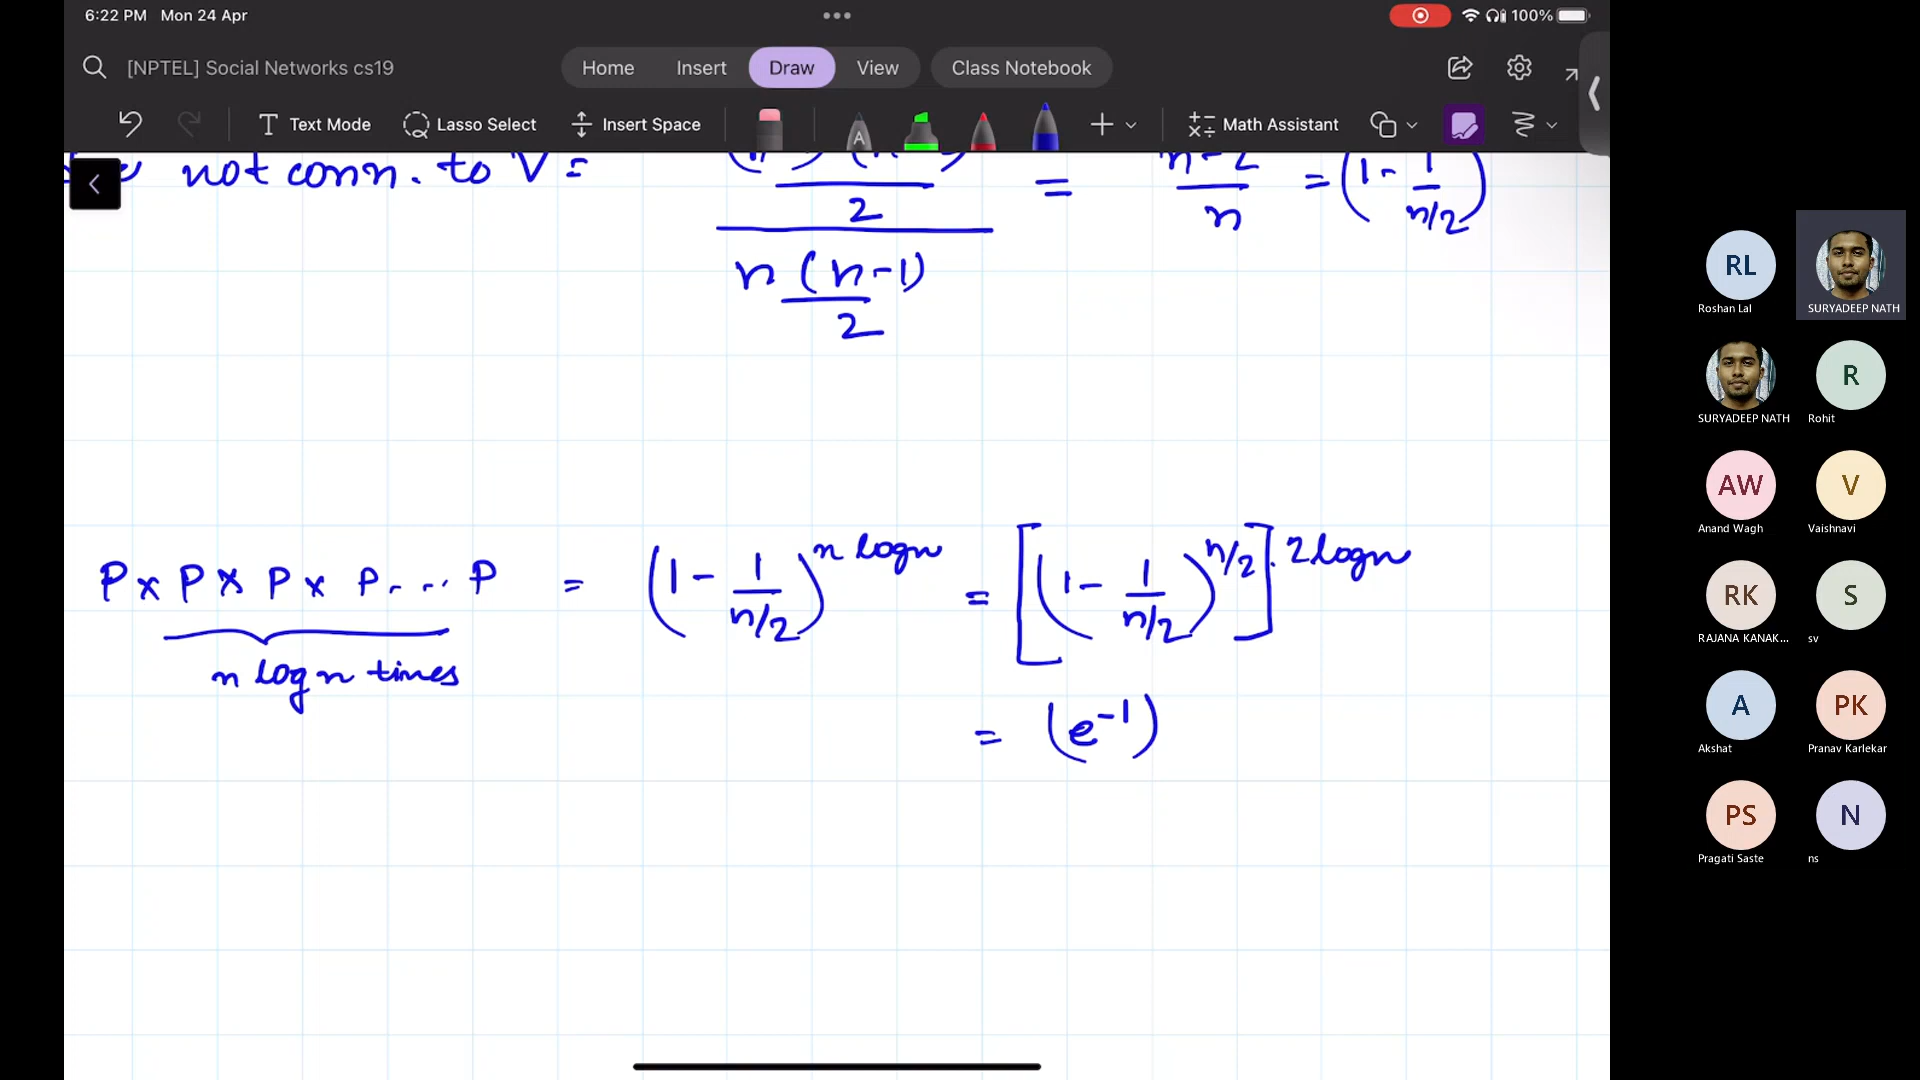 6:22 PM Mon 24 Apr
100%
[NPTEL] Social Networks cs19
Home Insert Draw View Class Notebook
Text Mode Lasso Select Insert Space Math Assistant
not conn. to V =
2
n (n-1)
2
= n-2
n
= (1 - 1
n/2)
P x P x P x P ... P = (1 - 1/n/2)^n logn = [(1 - 1/n/2)^n/2]^2 logn
n log n times
= (e^-1)
RL
Roshan Lal
SURYADEEP NATH
SURYADEEP NATH
R
Rohit
AW
Anand Wagh
V
Vaishnavi
RK
RAJANA KANAK...
S
sv
A
Akshat
PK
Pranav Karlekar
PS
Pragati Saste
N
ns